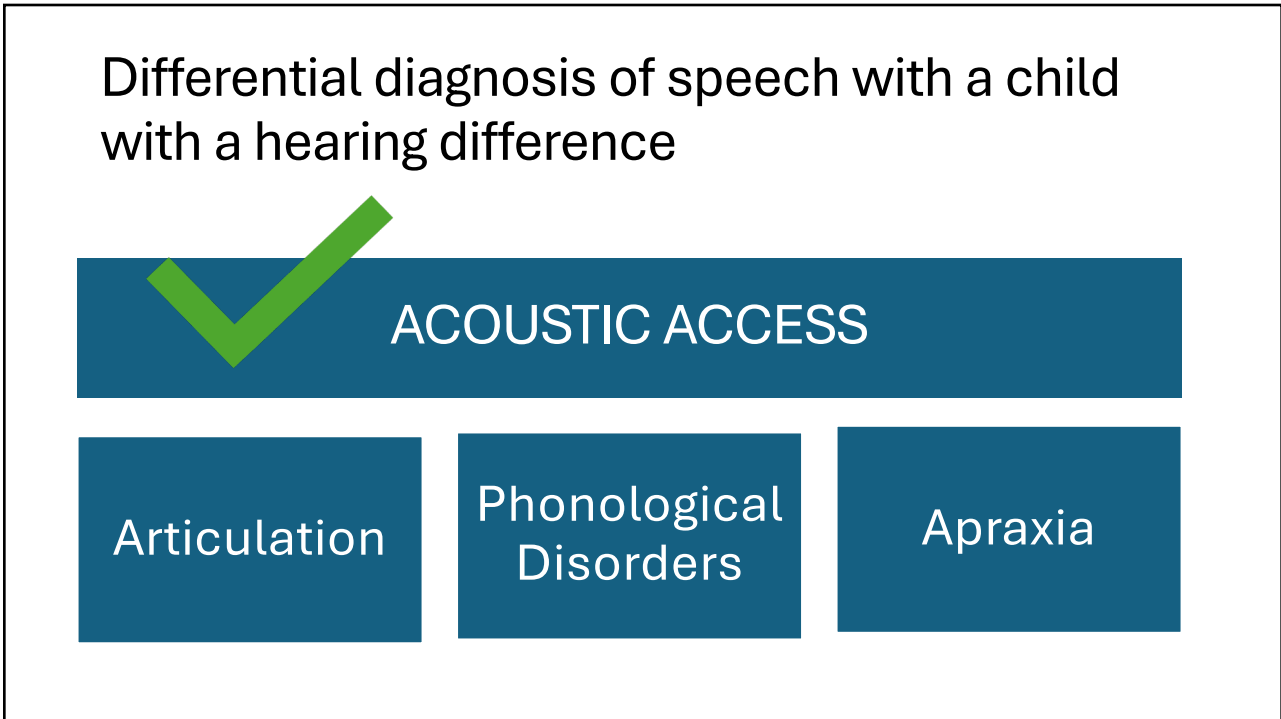 Differential diagnosis of speech with a child
with a hearing difference
ACOUSTIC ACCESS
Articulation
Phonological
Disorders
Apraxia